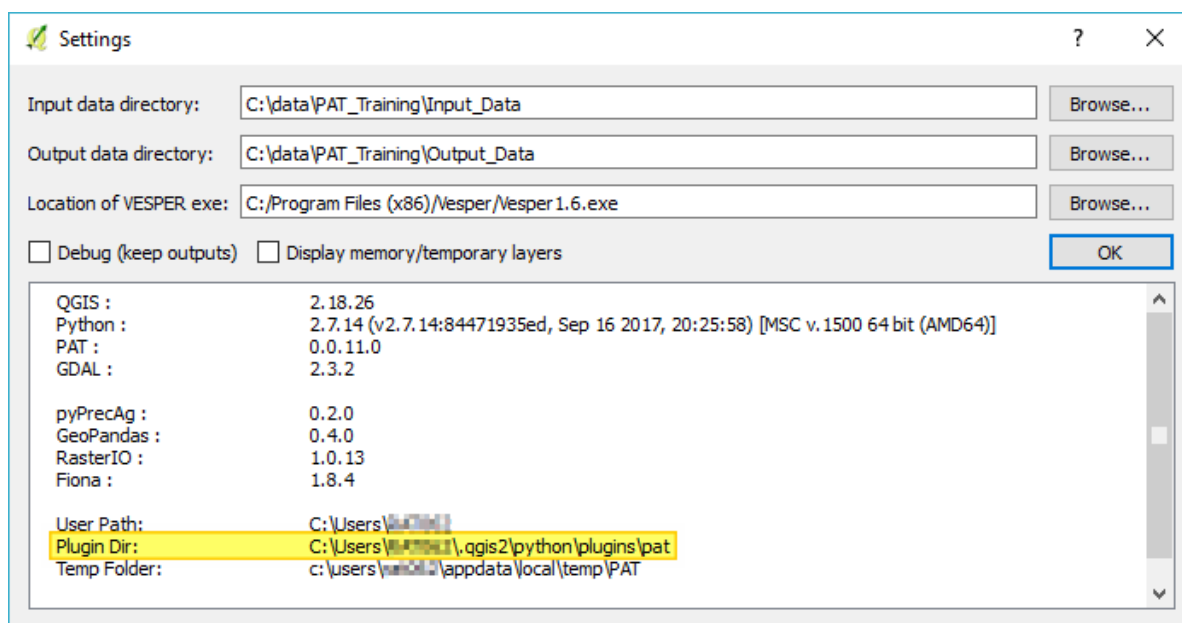 Settings
Input data directory: C:\data\PAT_Training\Input_Data Browse...
Output data directory: C:\data\PAT_Training\Output_Data Browse...
Location of VESPER exe: C:/Program Files (x86)/Vesper/Vesper1.6.exe Browse...
Debug (keep outputs) Display memory/temporary layers OK
QGIS : 2.18.26
Python : 2.7.14 (v2.7.14:84471935ed, Sep 16 2017, 20:25:58) [MSC v.1500 64 bit (AMD64)]
PAT : 0.0.11.0
GDAL : 2.3.2
pyPrecAg : 0.2.0
GeoPandas : 0.4.0
RasterIO : 1.0.13
Fiona : 1.8.4
User Path: C:\Users\
Plugin Dir: C:\Users\ \.qgis2\python\plugins\pat
Temp Folder: c:\users\ \appdata\local\temp\PAT